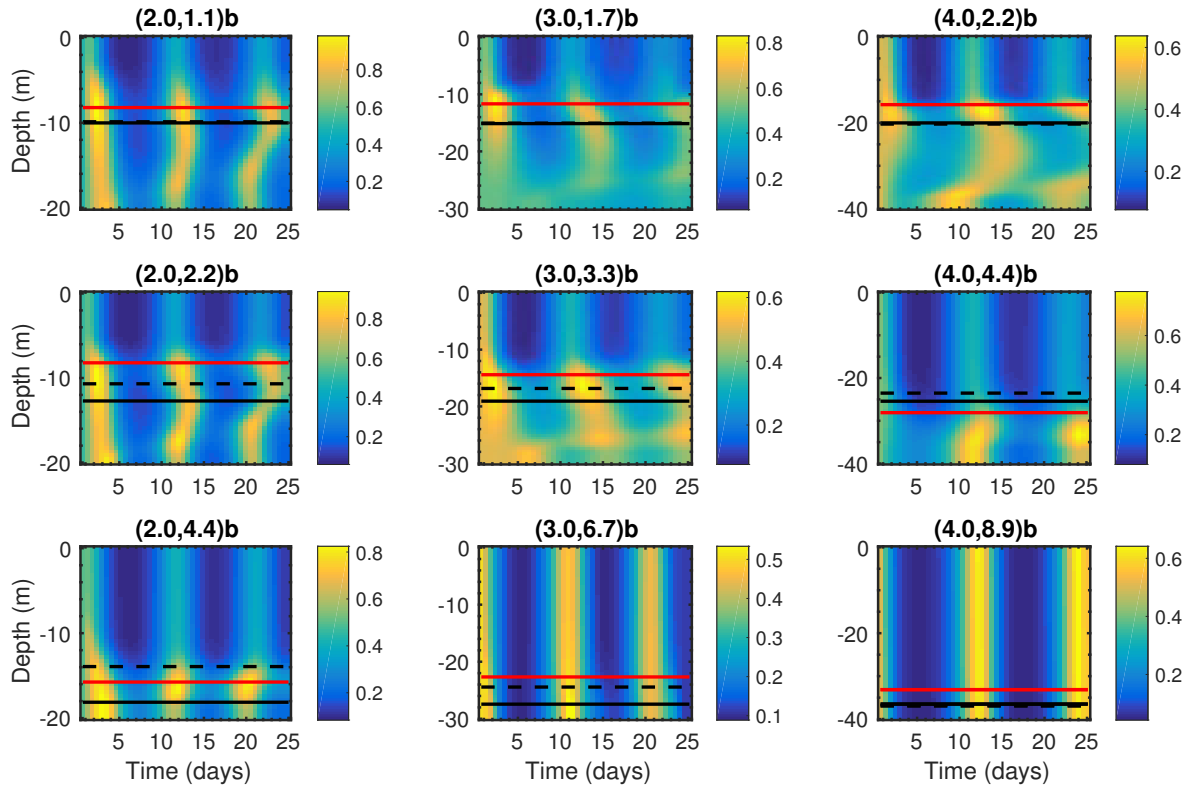 (2.0,1.1)b (3.0,1.7)b (4.0,2.2)b
0 0 0
0.8 0.8 0.6
-10 0.6 -10 0.6 0.4
0.4 -20 0.4 -20
0.2 0.2 0.2
-20 -30 -40
5 10 15 20 25 5 10 15 20 25 5 10 15 20 25
Depth (m)
(2.0,2.2)b (3.0,3.3)b (4.0,4.4)b
0 0 0
0.8 0.6 0.6
-10 0.6 -10 0.4 0.4
0.4 -20 -20
0.2 0.2 0.2
-20 -30 -40
5 10 15 20 25 5 10 15 20 25 5 10 15 20 25
Depth (m)
(2.0,4.4)b (3.0,6.7)b (4.0,8.9)b
0 0 0
0.8 0.5 0.6
0.6 -10 0.4
-10 0.4 0.3 -20 0.4
0.2 -20 0.2 0.2
-20 -30 0.1 -40
5 10 15 20 25 5 10 15 20 25 5 10 15 20 25
Depth (m)
Time (days) Time (days) Time (days)